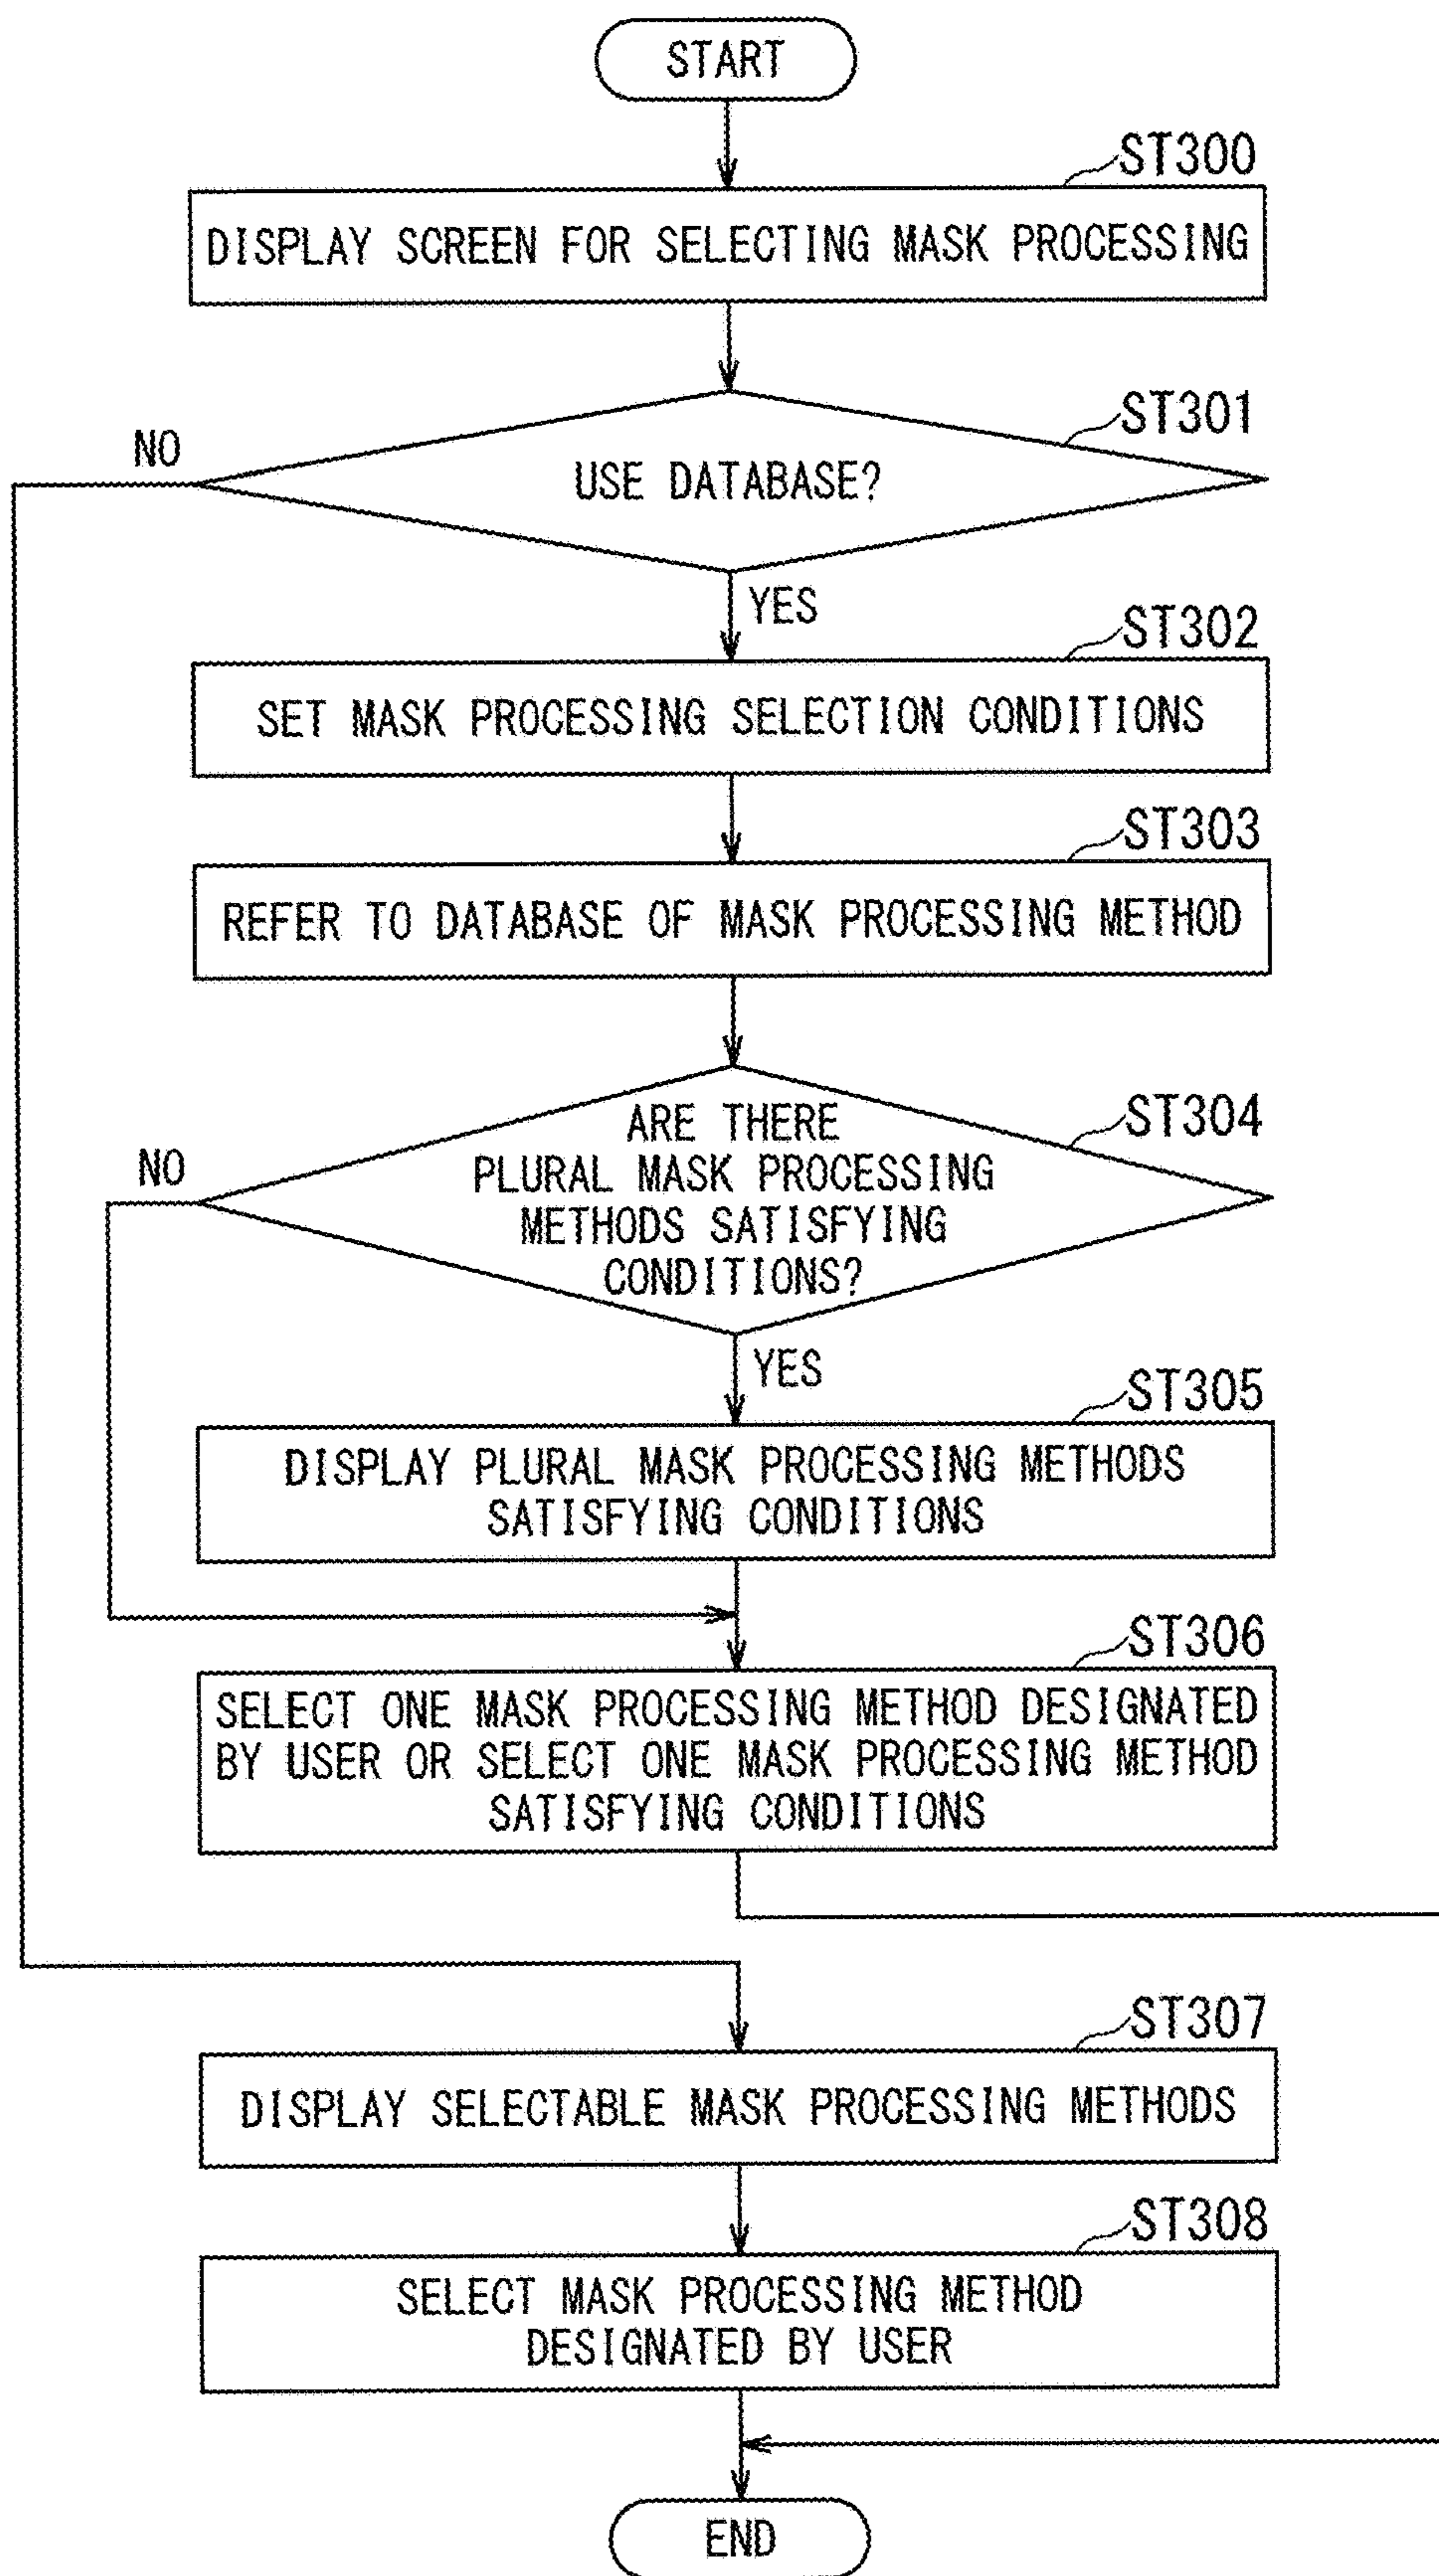 START
ST300
DISPLAY SCREEN FOR SELECTING MASK PROCESSING
ST301
NO
USE DATABASE?
YES
ST302
SET MASK PROCESSING SELECTION CONDITIONS
ST303
REFER TO DATABASE OF MASK PROCESSING METHOD
ST304
NO
ARE THERE
PLURAL MASK PROCESSING
METHODS SATISFYING
CONDITIONS?
YES
ST305
DISPLAY PLURAL MASK PROCESSING METHODS
SATISFYING CONDITIONS
ST306
SELECT ONE MASK PROCESSING METHOD DESIGNATED
BY USER OR SELECT ONE MASK PROCESSING METHOD
SATISFYING CONDITIONS
ST307
DISPLAY SELECTABLE MASK PROCESSING METHODS
ST308
SELECT MASK PROCESSING METHOD
DESIGNATED BY USER
END